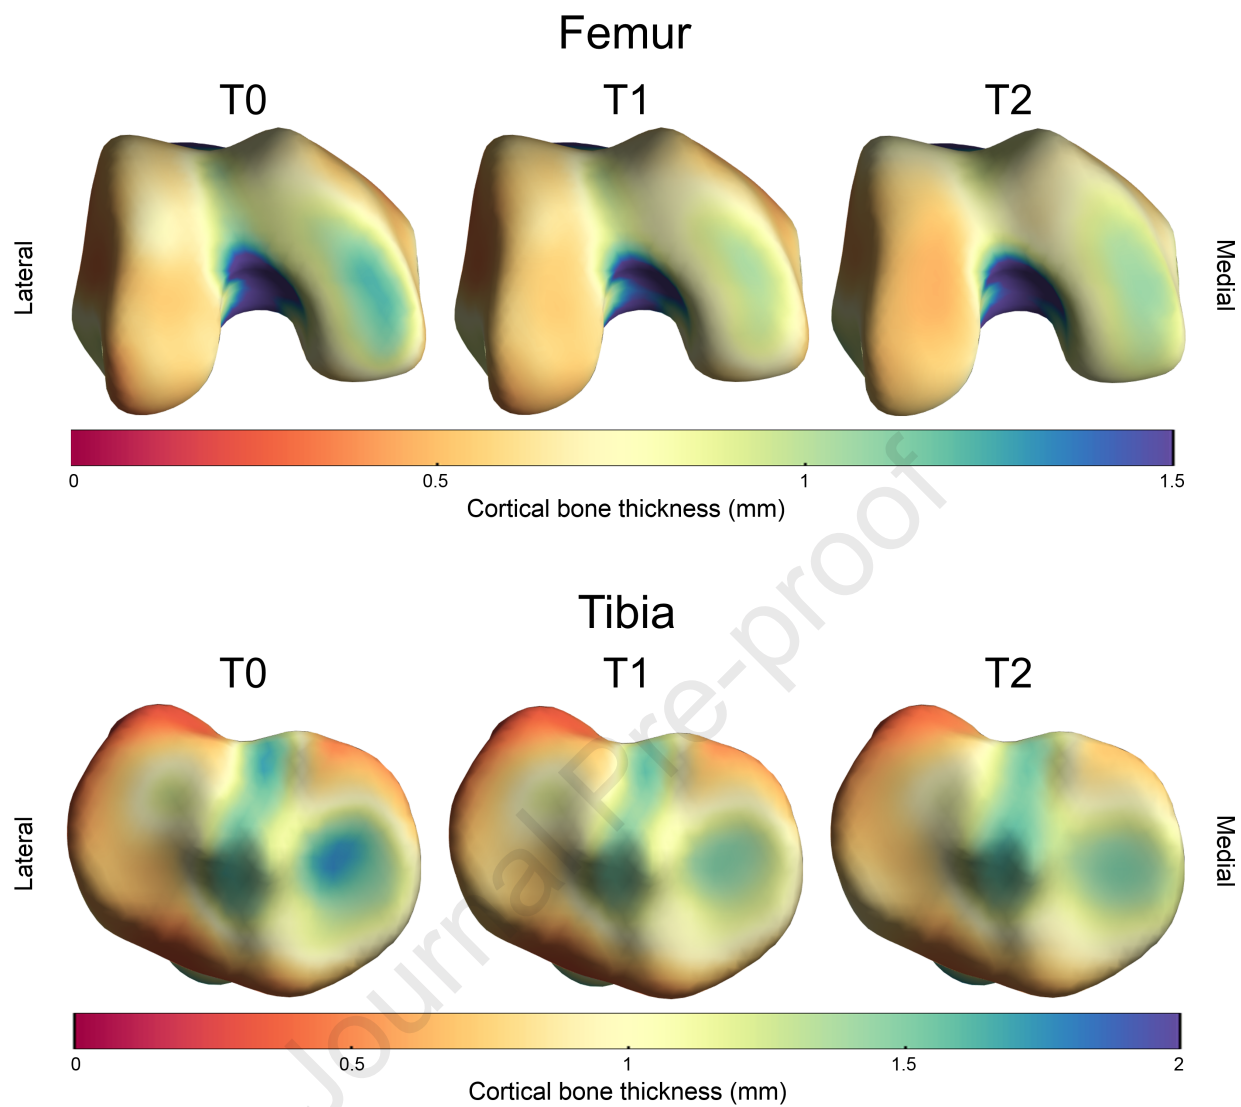 Femur
T0 T1 T2
Lateral
Medial
0 0.5 1 1.5
Cortical bone thickness (mm)
Tibia
T0 T1 T2
Lateral
Medial
0 0.5 1 1.5 2
Cortical bone thickness (mm)
Journal Pre-proof